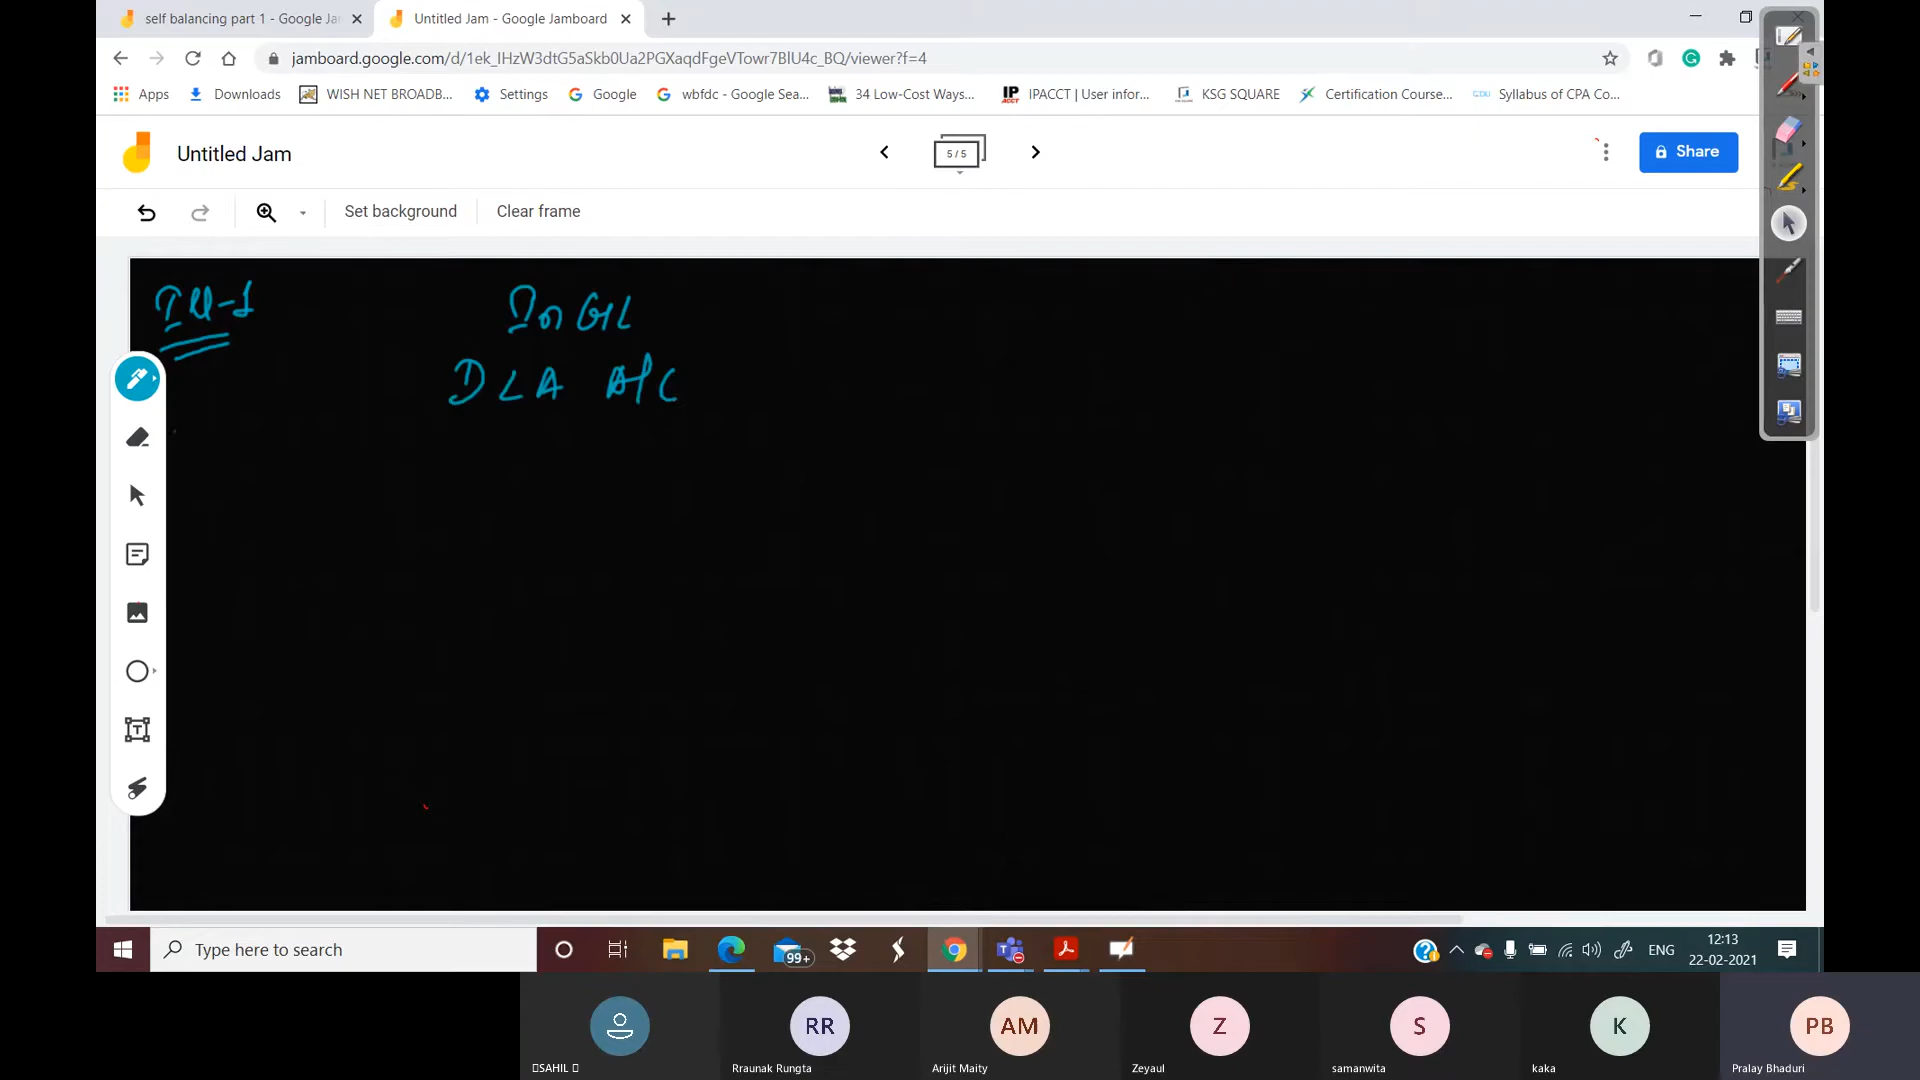 self balancing part 1 - Google Ja
Untitled Jam - Google Jamboard
jamboard.google.com/d/1ek_IHzW3dtG5aSkb0Ua2PGXaqdFgeVTowr7BlU4c_BQ/viewer?f=4
Apps Downloads WISH NET BROADB... Settings Google wbfdc - Google Sea... 34 Low-Cost Ways... IPACCT | User infor... KSG SQUARE Certification Course... Syllabus of CPA Co...
Untitled Jam
5 / 5
Share
Set background Clear frame
Ill-1
In GL
DLA A/C
Type here to search
99+
ENG
12:13
22-02-2021
RR AM Z S K PB
SAHIL Rraunak Rungta Arijit Maity Zeyaul samanwita kaka Pralay Bhaduri